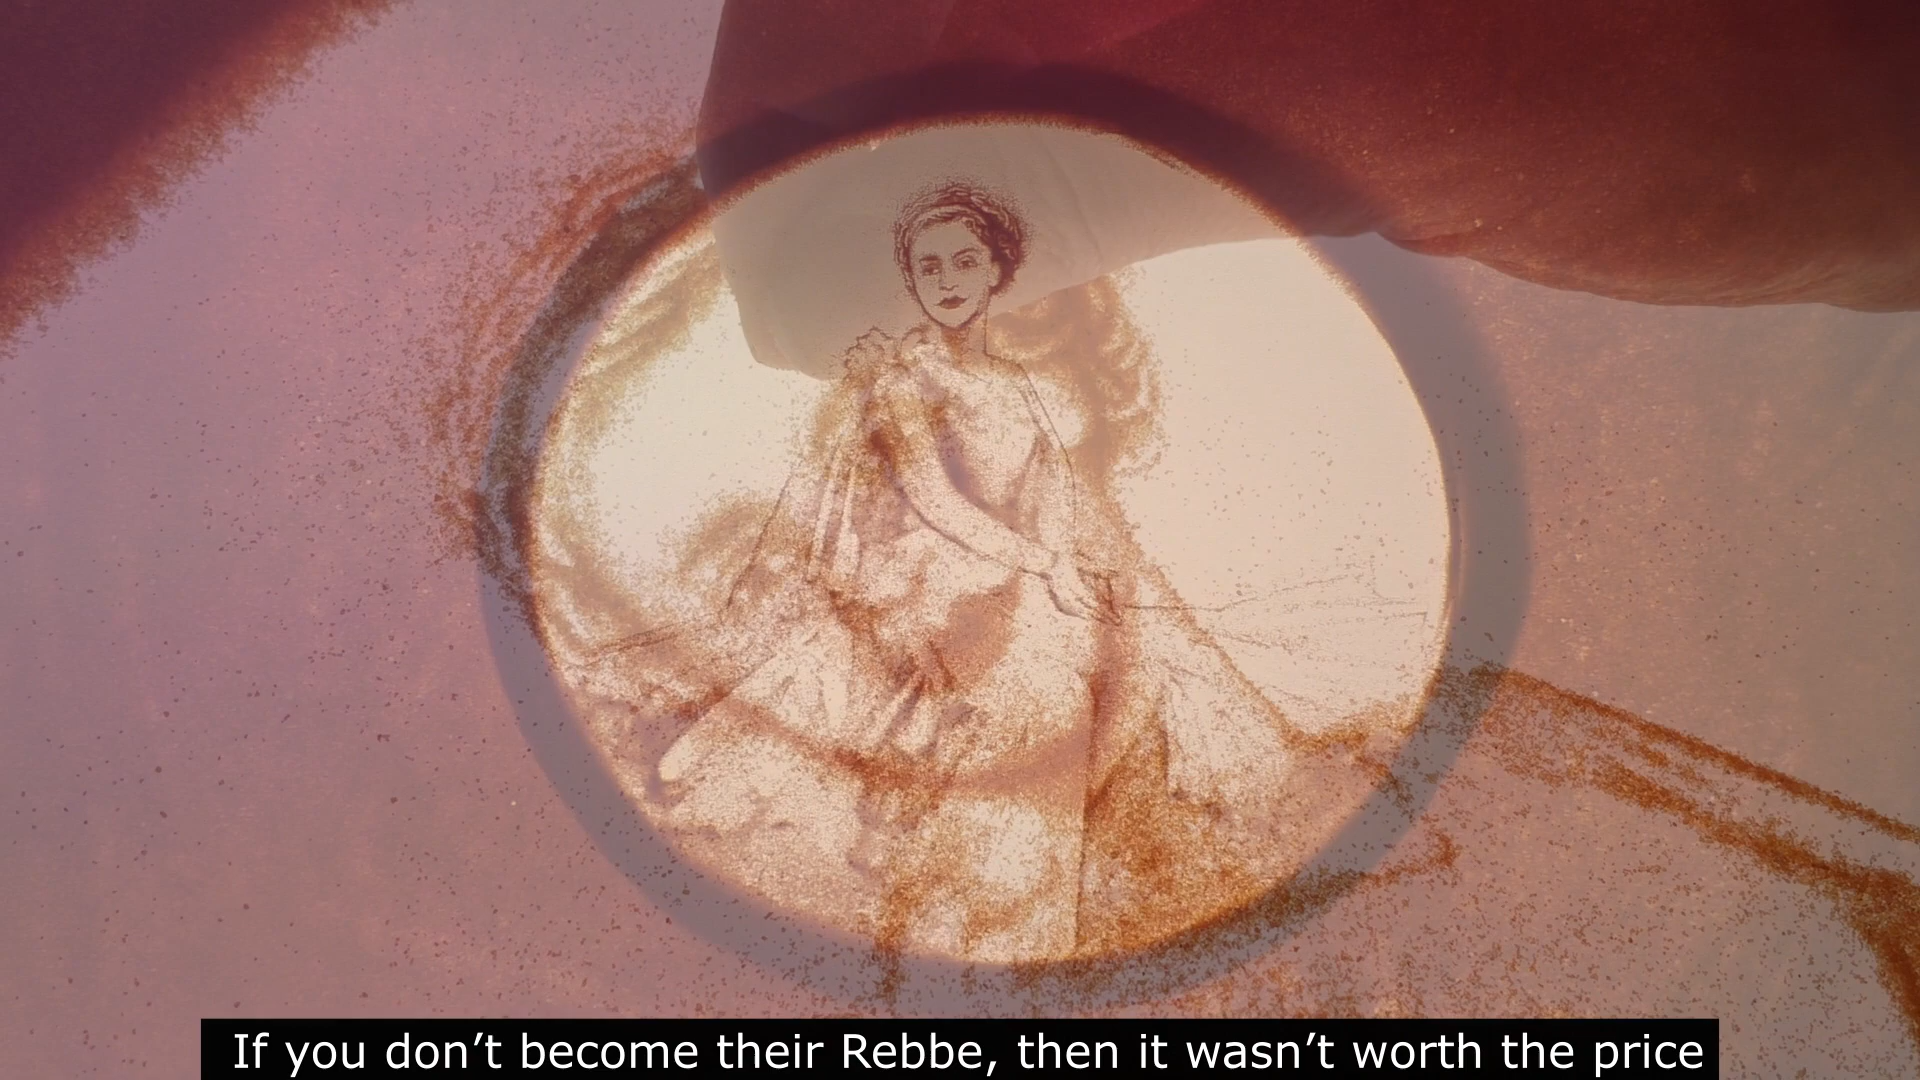 If you don’t become their Rebbe, then it wasn’t worth the price